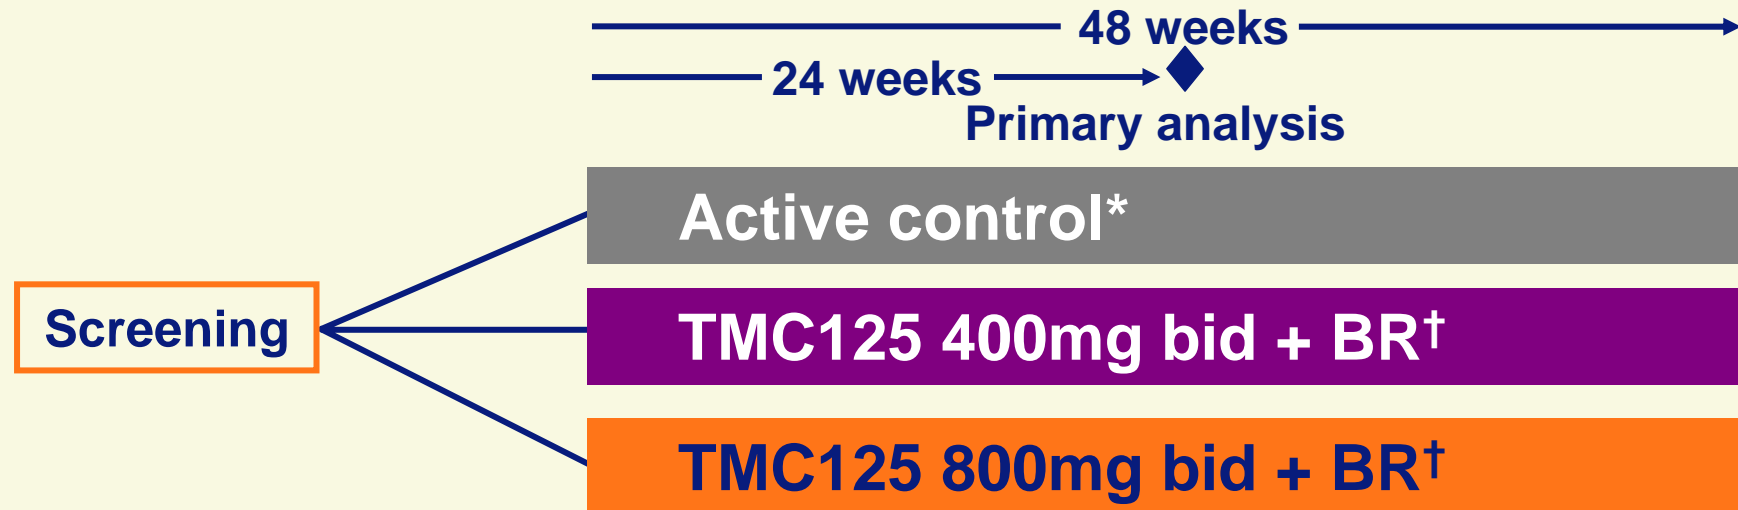 48 weeks
24 weeks
Primary analysis
Active control*
Screening
TMC125 400mg bid + BR†
TMC125 800mg bid + BR†